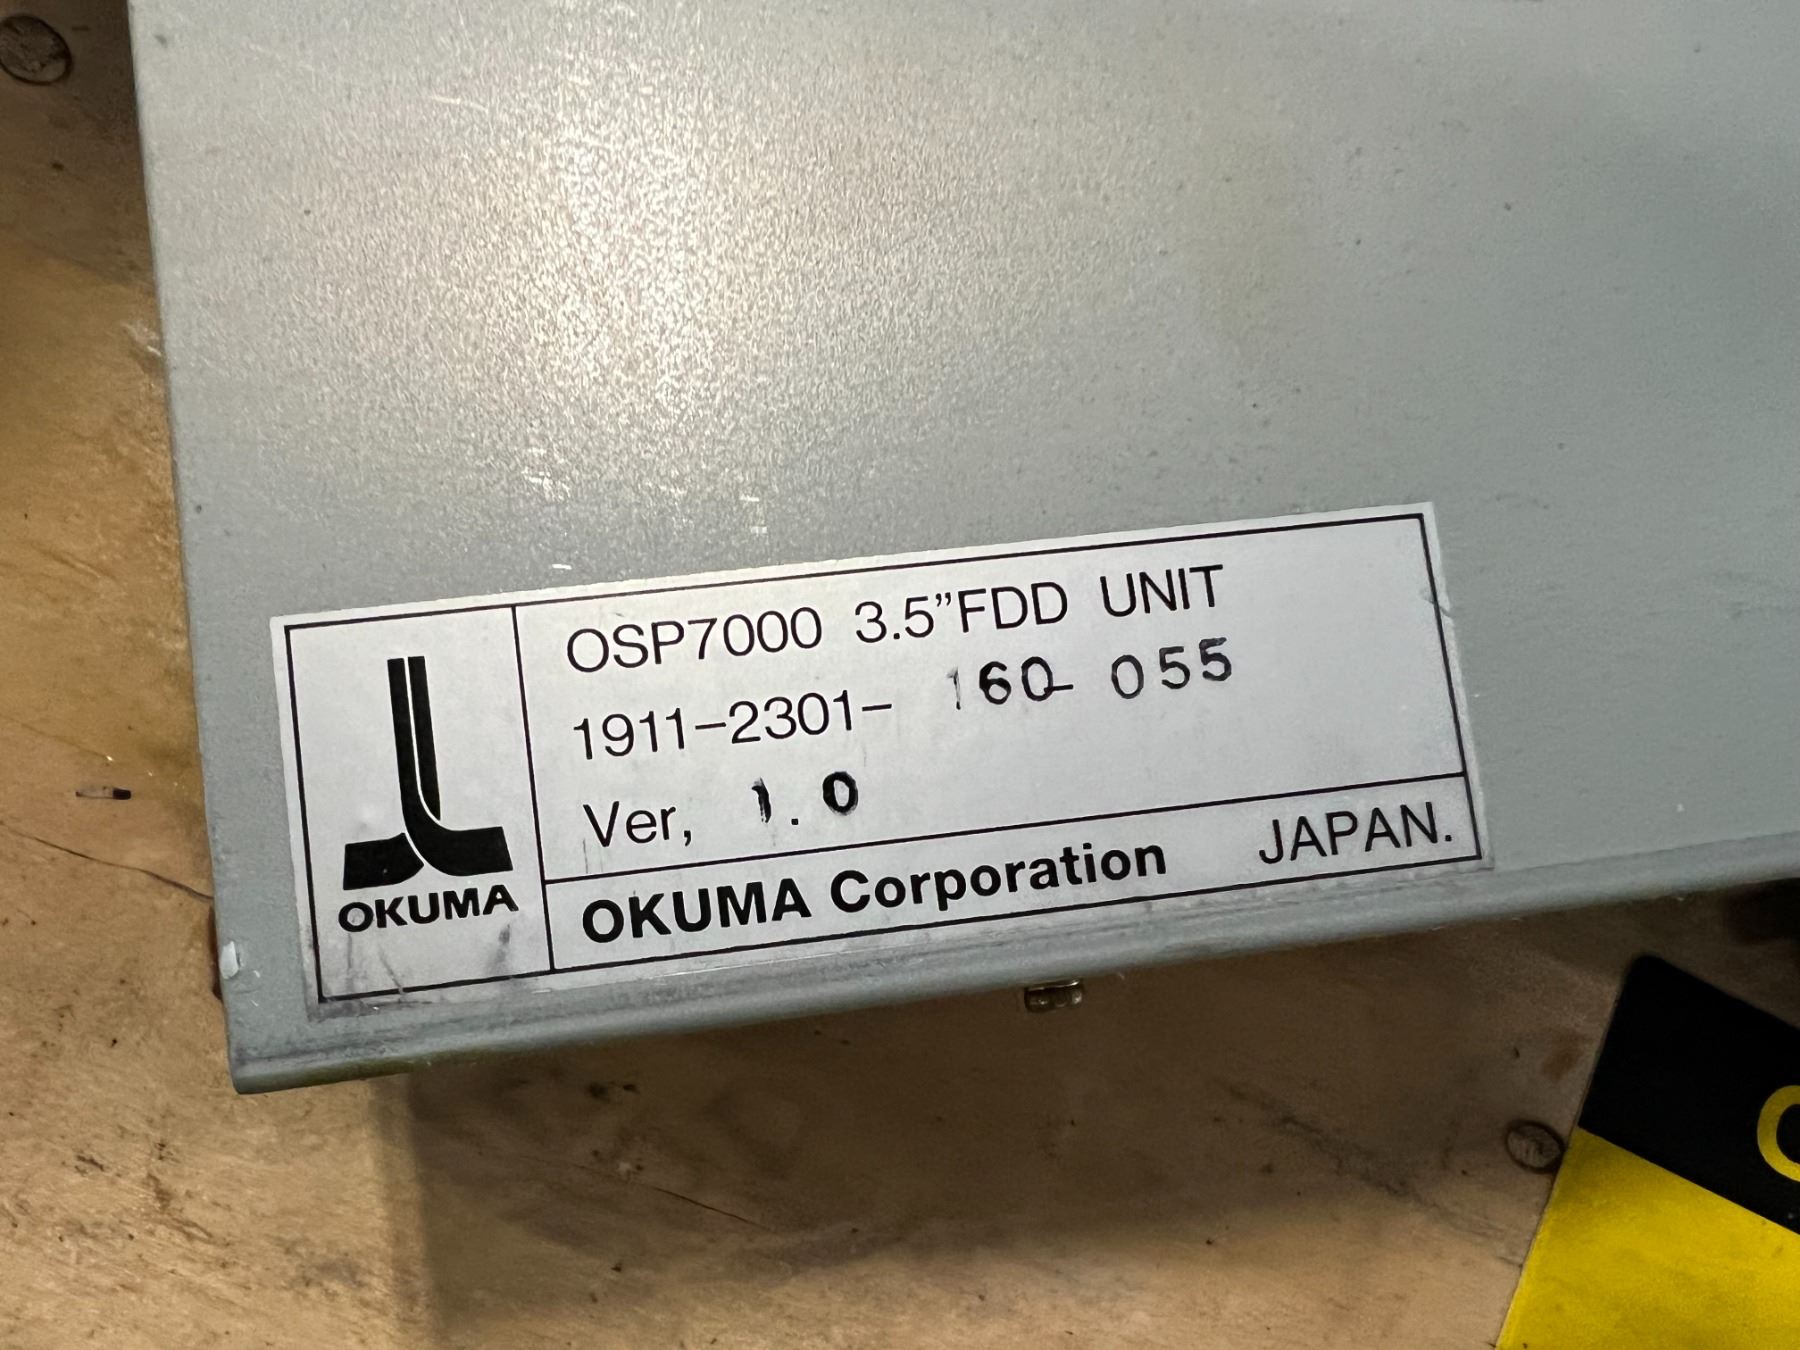 OSP7000 3.5"FDD UNIT
1911-2301- 160- 055
Ver, 1.0
OKUMA
OKUMA Corporation JAPAN.